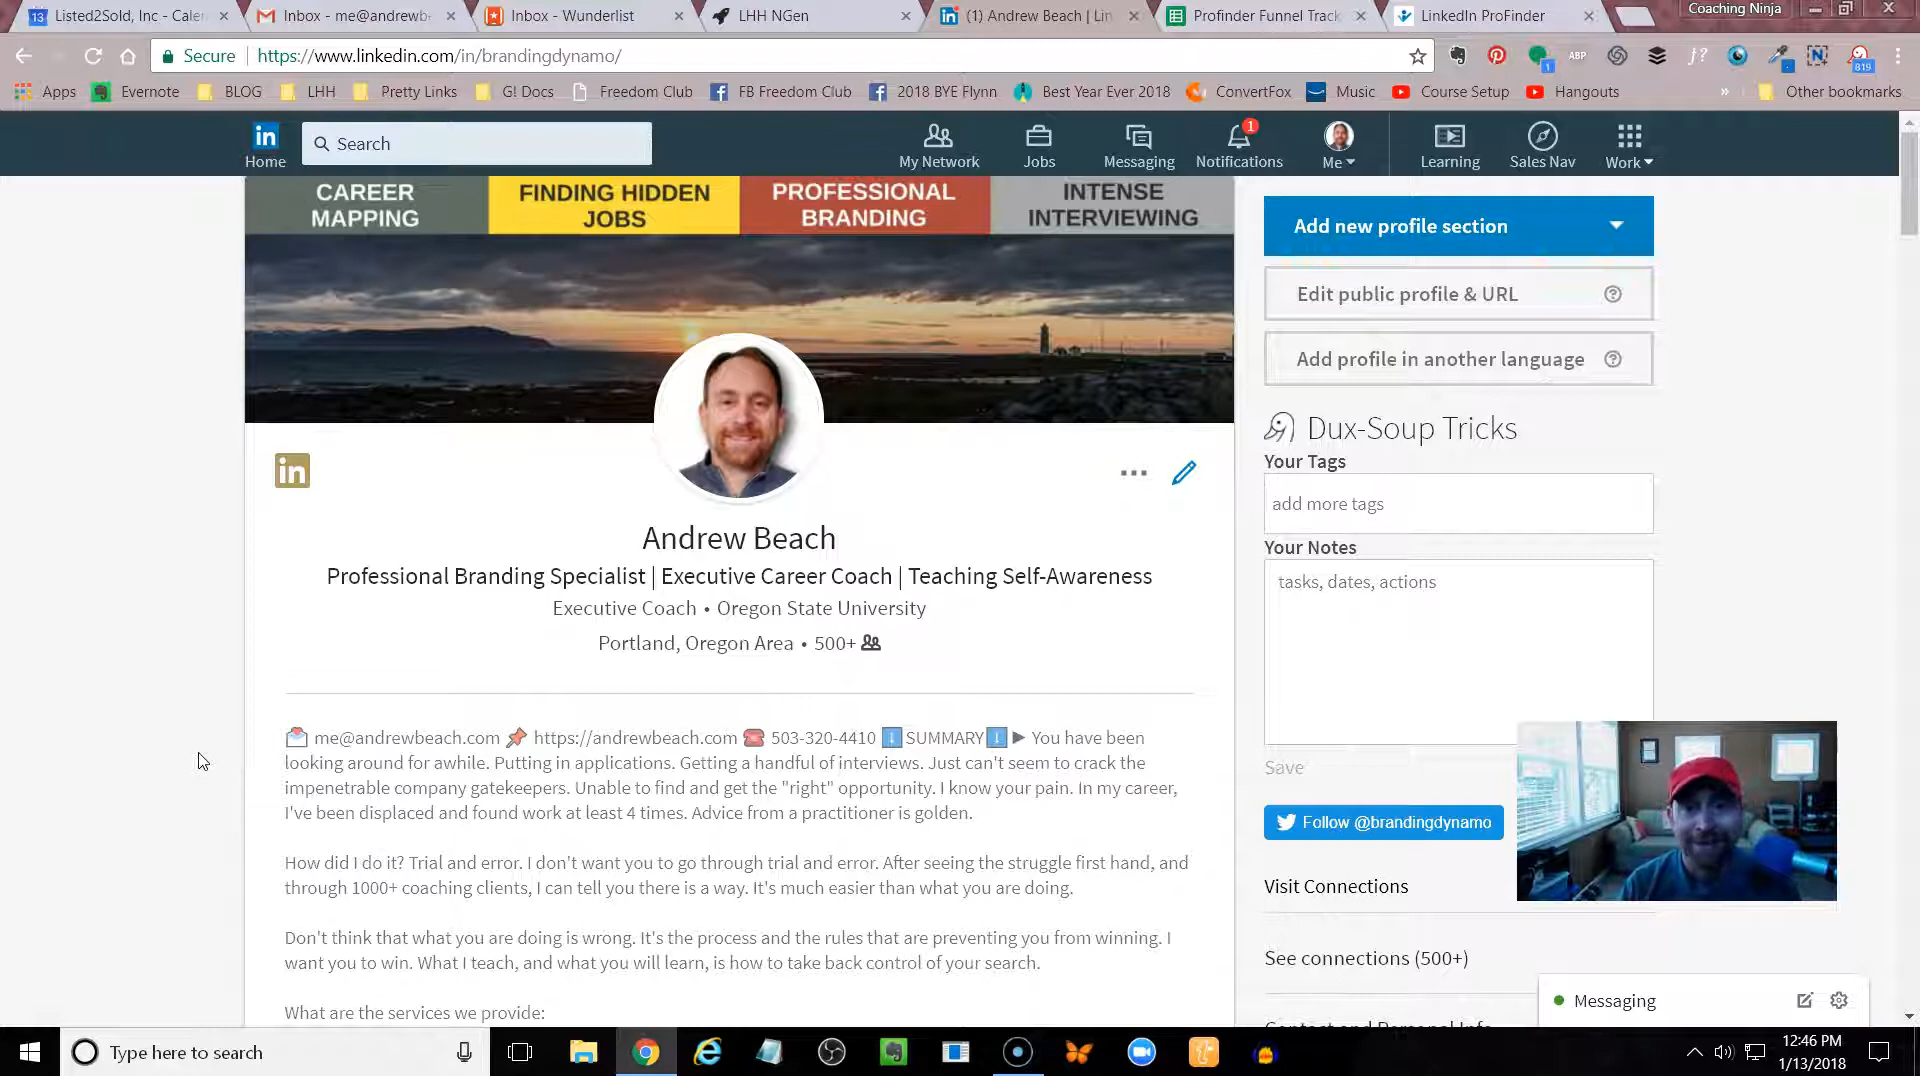 Listed2Sold, Inc - Caler
Inbox - me@andrewb
Inbox - Wunderlist
LHH NGen
(1) Andrew Beach | Lin
Profinder Funnel Track
LinkedIn ProFinder
Coaching Ninja
Secure
https://www.linkedin.com/in/brandingdynamo/
ABP
1
j?
819
Apps
Evernote
BLOG
LHH
Pretty Links
G! Docs
Freedom Club
FB Freedom Club
2018 BYE Flynn
Best Year Ever 2018
ConvertFox
Music
Course Setup
Hangouts
»
Other bookmarks
in
Home
Search
My Network
Jobs
Messaging
1
Notifications
Me
Learning
Sales Nav
Work
CAREER
MAPPING
FINDING HIDDEN
JOBS
PROFESSIONAL
BRANDING
INTENSE
INTERVIEWING
Add new profile section
Edit public profile & URL
Add profile in another language
Dux-Soup Tricks
Your Tags
add more tags
Your Notes
tasks, dates, actions
Save
Follow @brandingdynamo
Visit Connections
See connections (500+)
Contact and Personal Info
in
Andrew Beach
Professional Branding Specialist | Executive Career Coach | Teaching Self-Awareness
Executive Coach • Oregon State University
Portland, Oregon Area • 500+
📩 me@andrewbeach.com 📌 https://andrewbeach.com ☎️ 503-320-4410 ⬇️SUMMARY⬇️ ► You have been
looking around for awhile. Putting in applications. Getting a handful of interviews. Just can't seem to crack the
impenetrable company gatekeepers. Unable to find and get the "right" opportunity. I know your pain. In my career,
I've been displaced and found work at least 4 times. Advice from a practitioner is golden.
How did I do it? Trial and error. I don't want you to go through trial and error. After seeing the struggle first hand, and
through 1000+ coaching clients, I can tell you there is a way. It's much easier than what you are doing.
Don't think that what you are doing is wrong. It's the process and the rules that are preventing you from winning. I
want you to win. What I teach, and what you will learn, is how to take back control of your search.
What are the services we provide:
Messaging
Type here to search
12:46 PM
1/13/2018